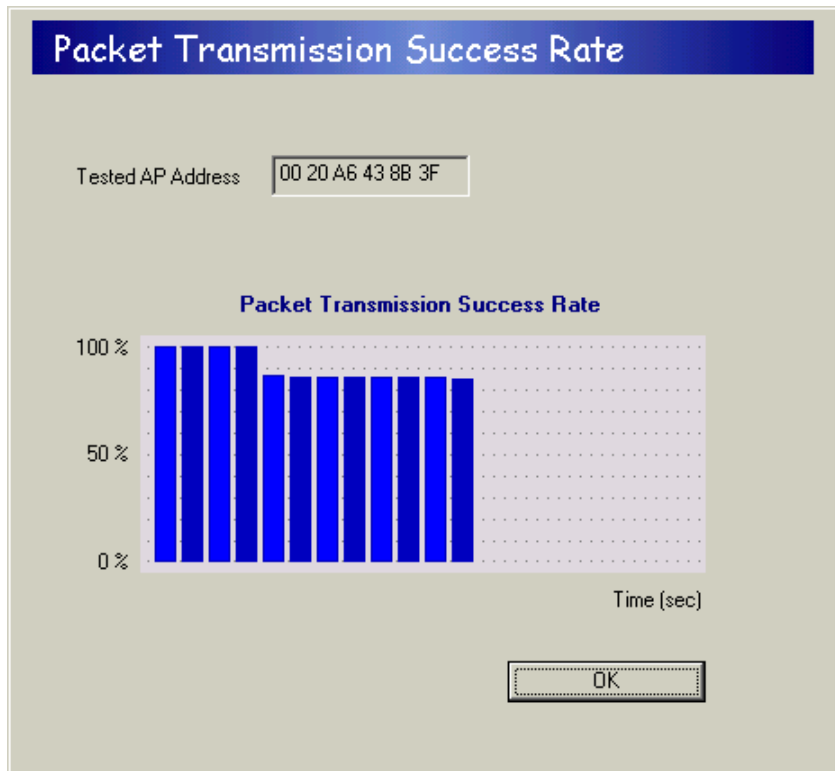 Packet Transmission Success Rate
Tested AP Address 00 20 A6 43 8B 3F
Packet Transmission Success Rate
100 %
50 %
0 %
Time (sec)
OK